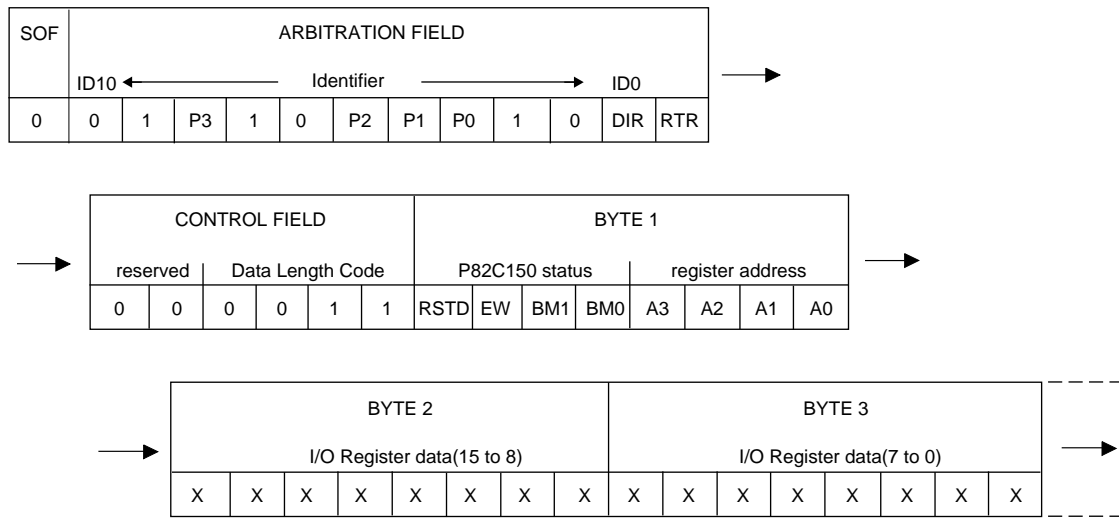 SOF ARBITRATION FIELD
ID10 Identifier ID0
0 0 1 P3 1 0 P2 P1 P0 1 0 DIR RTR
CONTROL FIELD BYTE 1
reserved Data Length Code P82C150 status register address
0 0 0 0 1 1 RSTD EW BM1 BM0 A3 A2 A1 A0
BYTE 2 BYTE 3
I/O Register data(15 to 8) I/O Register data(7 to 0)
X X X X X X X X X X X X X X X X